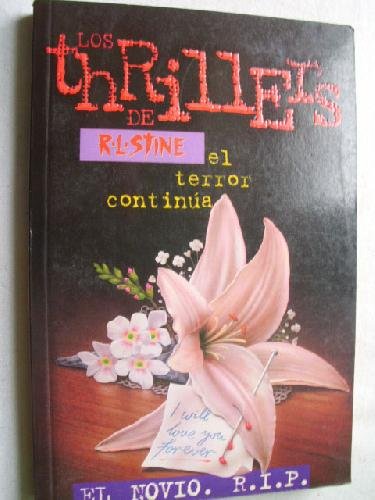 LOS
thRillERs
DE
R·L·STINE
el
terror
continúa
I will
love you
forever
EL NOVIO. R.I.P.